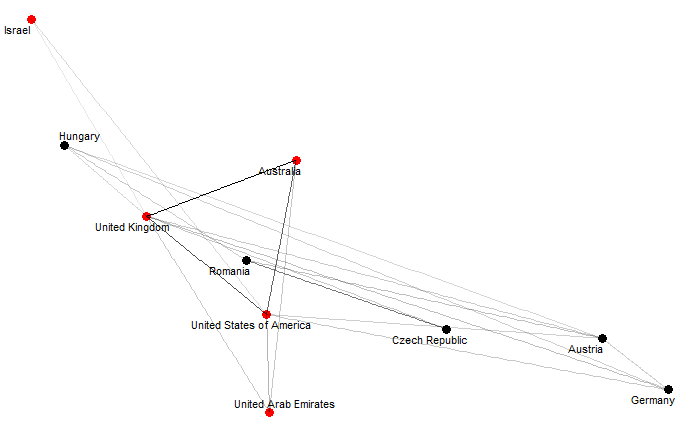 Israel
Hungary
Australia
United Kingdom
Romania
United States of America
Czech Republic
Austria
Germany
United Arab Emirates